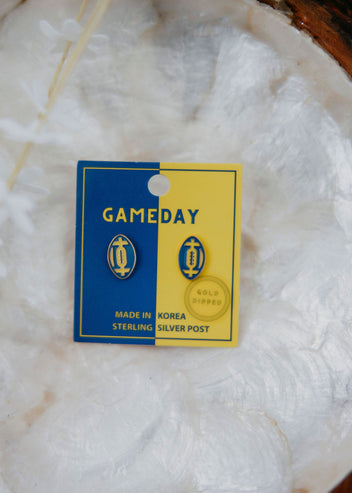 GAMEDAY
GOLD
DIPPED
MADE IN KOREA
STERLING SILVER POST